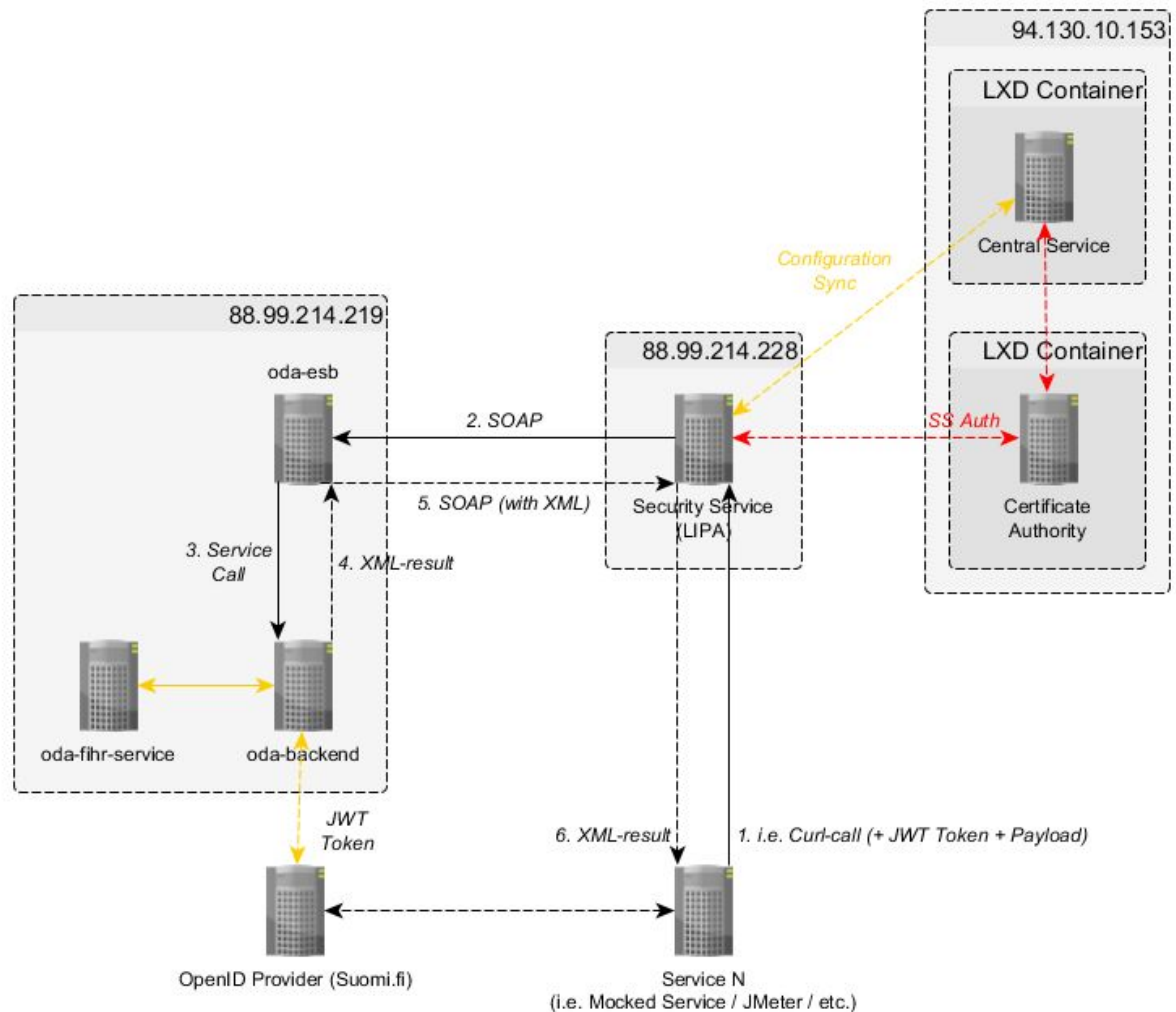 94.130.10.153
LXD Container
Central Service
Configuration
Sync
88.99.214.219
88.99.214.228
LXD Container
oda-esb
2. SOAP
SS Auth
5. SOAP (with XML)
Security Service
(LIPA)
Certificate
Authority
3. Service
Call
4. XML-result
oda-fihr-service
oda-backend
JWT
Token
6. XML-result
1. i.e. Curl-call (+ JWT Token + Payload)
OpenID Provider (Suomi.fi)
Service N
(i.e. Mocked Service / JMeter / etc.)